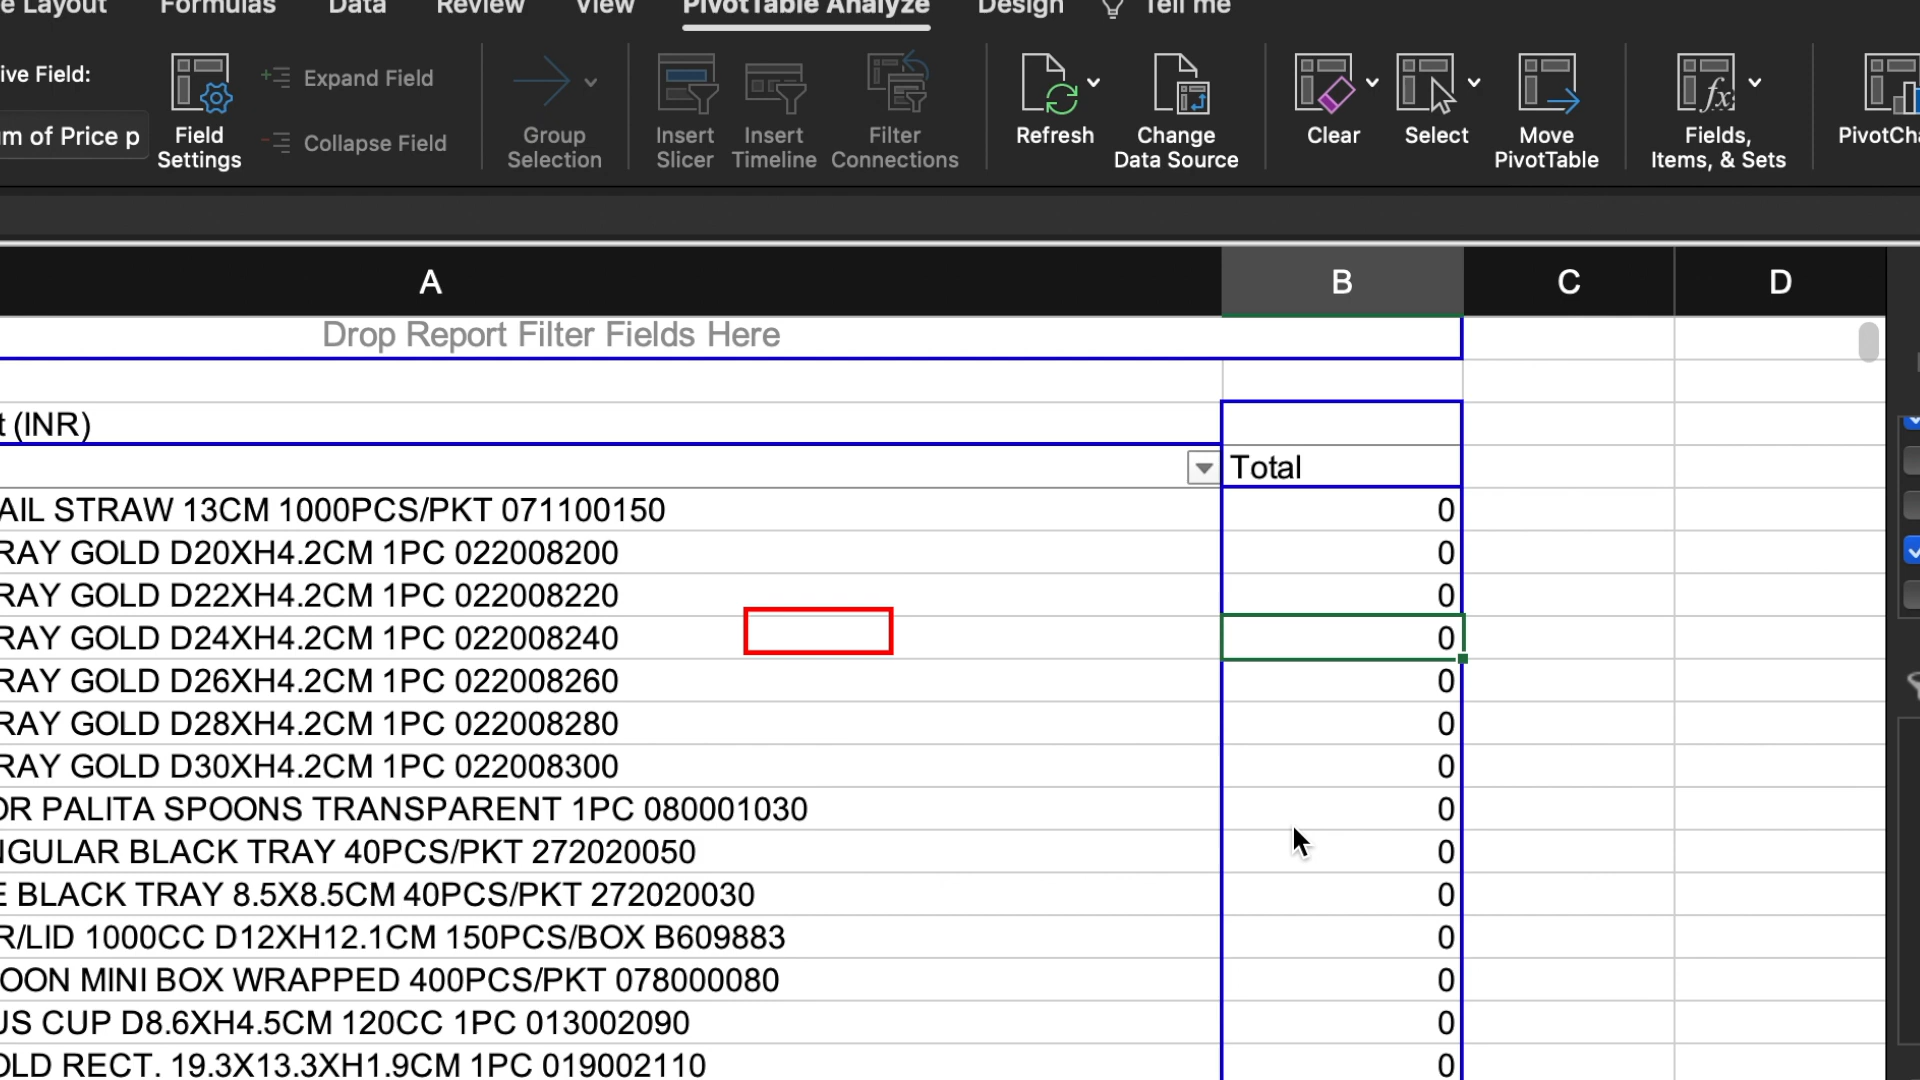 e Layout Formulas Data Review View PivotTable Analyze Design Tell me
ive Field:
m of Price p
Field Settings
Expand Field
Collapse Field
Group Selection
Insert Slicer
Insert Timeline
Filter Connections
Refresh
Change Data Source
Clear
Select
Move PivotTable
Fields, Items, & Sets
PivotCha
A B C D
Drop Report Filter Fields Here
t (INR)
Total
AIL STRAW 13CM 1000PCS/PKT 071100150 0
RAY GOLD D20XH4.2CM 1PC 022008200 0
RAY GOLD D22XH4.2CM 1PC 022008220 0
RAY GOLD D24XH4.2CM 1PC 022008240 0
RAY GOLD D26XH4.2CM 1PC 022008260 0
RAY GOLD D28XH4.2CM 1PC 022008280 0
RAY GOLD D30XH4.2CM 1PC 022008300 0
OR PALITA SPOONS TRANSPARENT 1PC 080001030 0
NGULAR BLACK TRAY 40PCS/PKT 272020050 0
E BLACK TRAY 8.5X8.5CM 40PCS/PKT 272020030 0
R/LID 1000CC D12XH12.1CM 150PCS/BOX B609883 0
OON MINI BOX WRAPPED 400PCS/PKT 078000080 0
US CUP D8.6XH4.5CM 120CC 1PC 013002090 0
OLD RECT. 19.3X13.3XH1.9CM 1PC 019002110 0